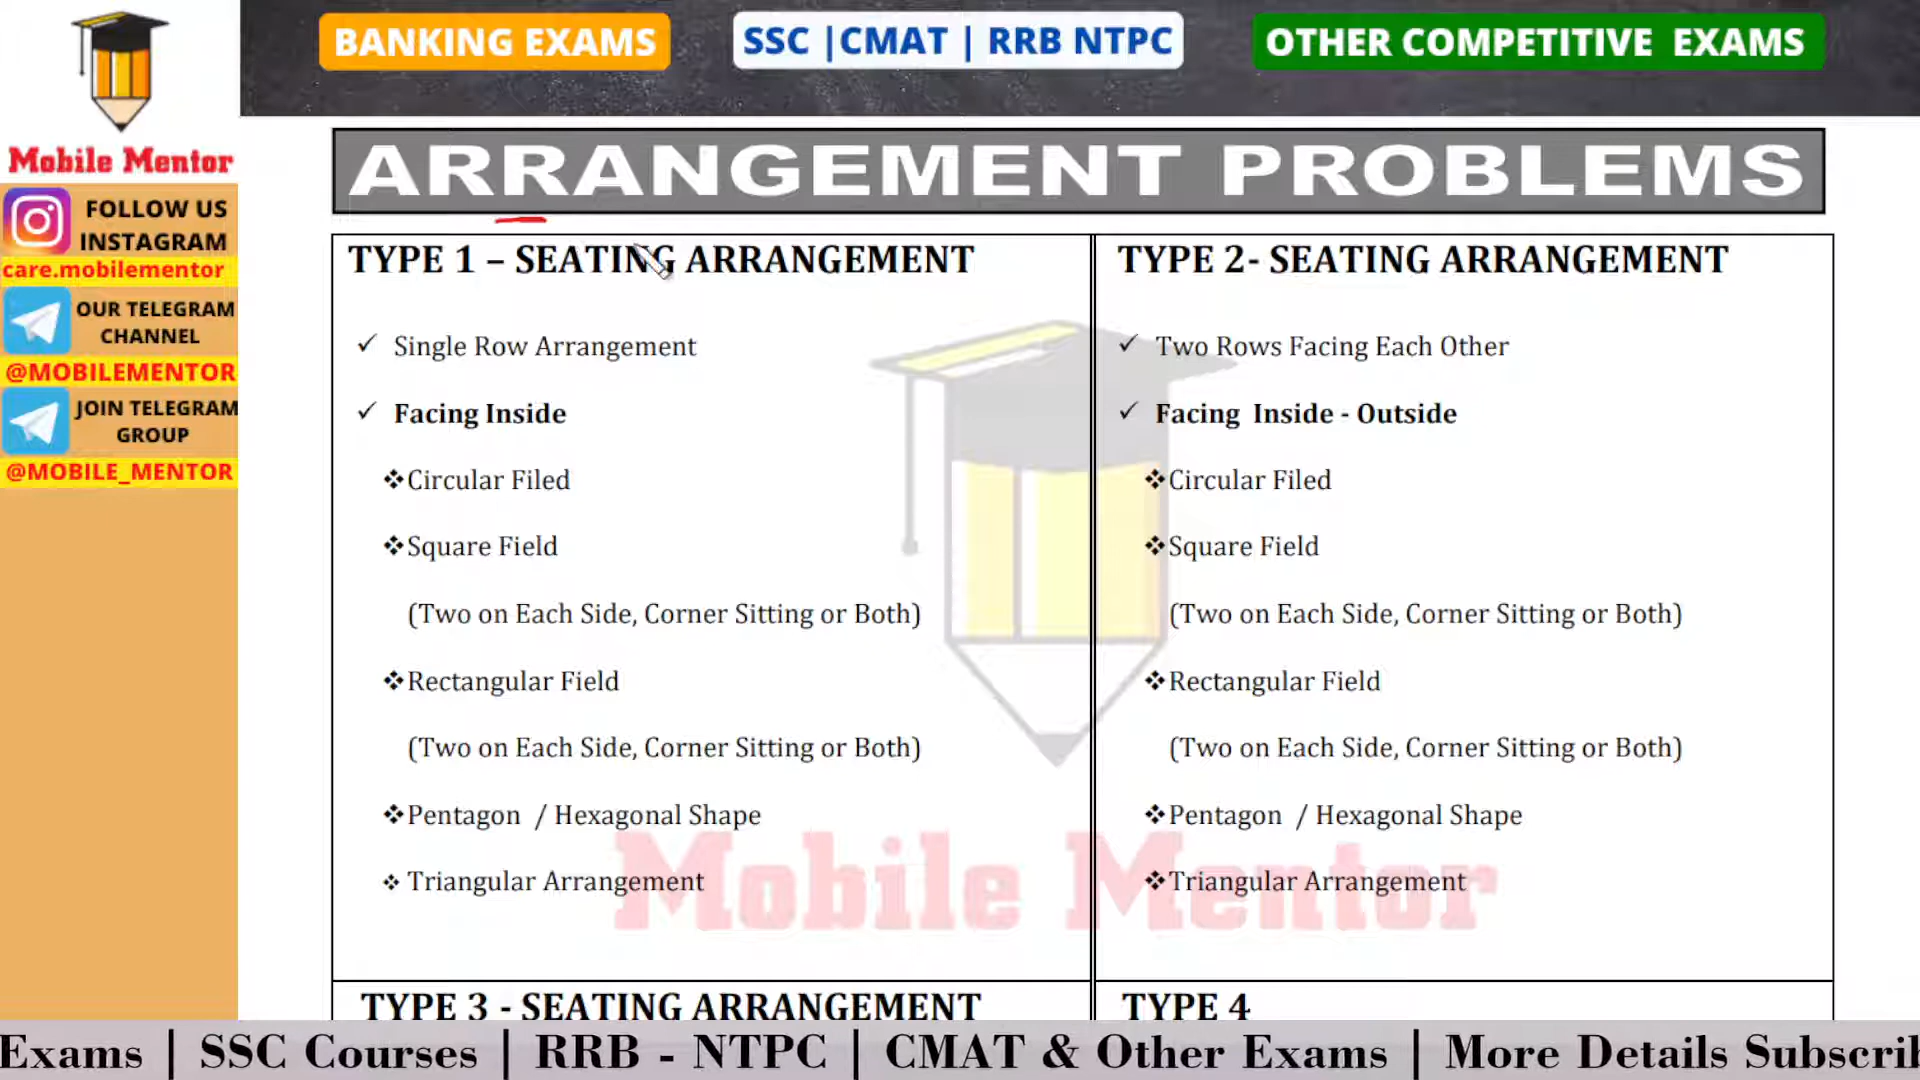 BANKING EXAMS
SSC |CMAT | RRB NTPC
OTHER COMPETITIVE EXAMS
Mobile Mentor
FOLLOW US
INSTAGRAM
care.mobilementor
OUR TELEGRAM
CHANNEL
@MOBILEMENTOR
JOIN TELEGRAM
GROUP
@MOBILE_MENTOR
ARRANGEMENT PROBLEMS
TYPE 1 – SEATING ARRANGEMENT
✓ Single Row Arrangement
✓ Facing Inside
❖Circular Filed
❖Square Field
(Two on Each Side, Corner Sitting or Both)
❖Rectangular Field
(Two on Each Side, Corner Sitting or Both)
❖Pentagon / Hexagonal Shape
❖ Triangular Arrangement
TYPE 2- SEATING ARRANGEMENT
✓ Two Rows Facing Each Other
✓ Facing Inside - Outside
❖Circular Filed
❖Square Field
(Two on Each Side, Corner Sitting or Both)
❖Rectangular Field
(Two on Each Side, Corner Sitting or Both)
❖Pentagon / Hexagonal Shape
❖Triangular Arrangement
Mobile Mentor
TYPE 3 - SEATING ARRANGEMENT
TYPE 4
Exams | SSC Courses | RRB - NTPC | CMAT & Other Exams | More Details Subscrib